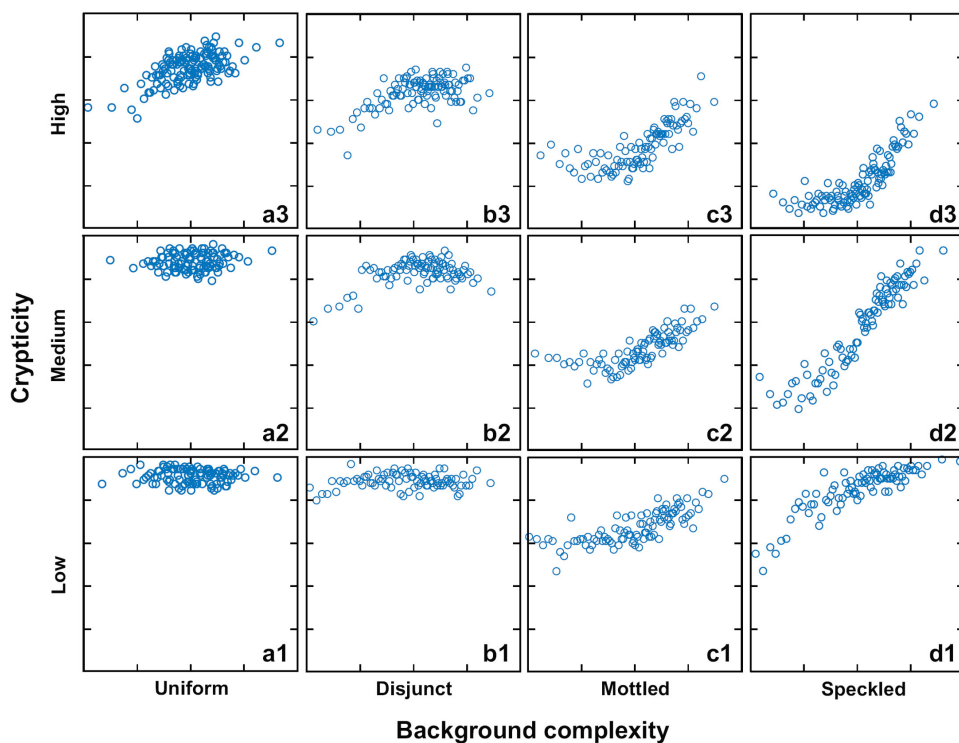 High
a3
b3
c3
d3
Crypticity
Medium
a2
b2
c2
d2
Low
a1
b1
c1
d1
Uniform
Disjunct
Mottled
Speckled
Background complexity